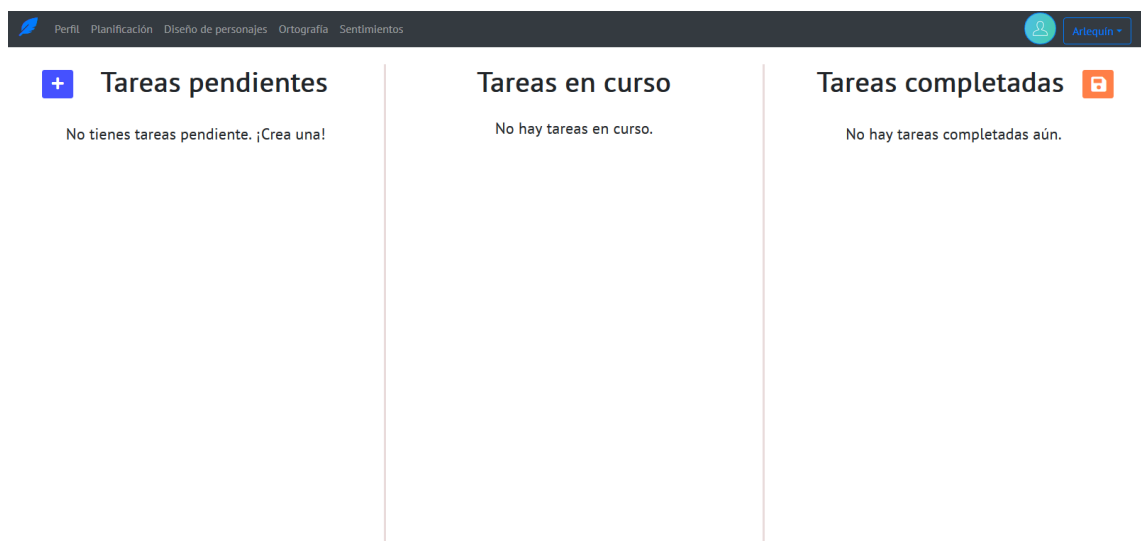 Perfil Planificación Diseño de personajes Ortografía Sentimientos Arlequín
Tareas pendientes
No tienes tareas pendiente. ¡Crea una!
Tareas en curso
No hay tareas en curso.
Tareas completadas
No hay tareas completadas aún.